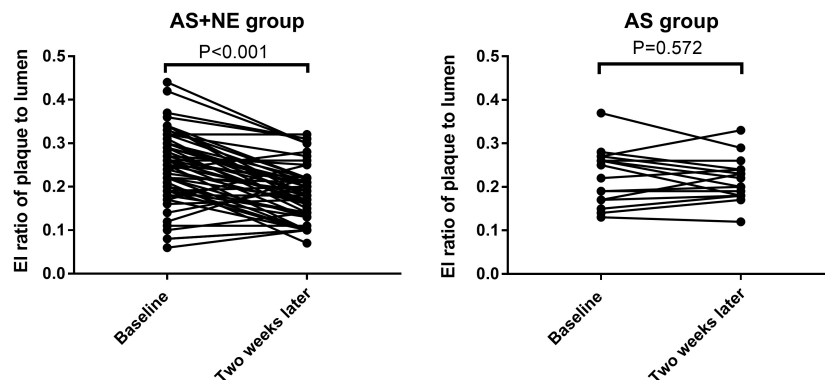 AS+NE group
P<0.001
EI ratio of plaque to lumen
0.5
0.4
0.3
0.2
0.1
0.0
Baseline
Two weeks later
AS group
P=0.572
EI ratio of plaque to lumen
0.5
0.4
0.3
0.2
0.1
0.0
Baseline
Two weeks later